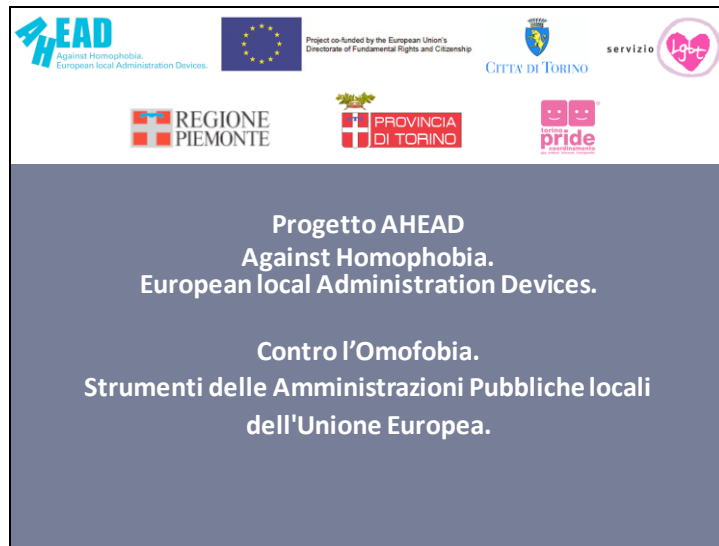 AHEAD
Against Homophobia.
European local Administration Devices.
Project co-funded by the European Union's
Directorate of Fundamental Rights and Citizenship
CITTA' DI TORINO
servizio
lgbt
REGIONE
PIEMONTE
PROVINCIA
DI TORINO
torino
pride
coordinamento
Progetto AHEAD
Against Homophobia.
European local Administration Devices.
Contro l'Omofobia.
Strumenti delle Amministrazioni Pubbliche locali
dell'Unione Europea.